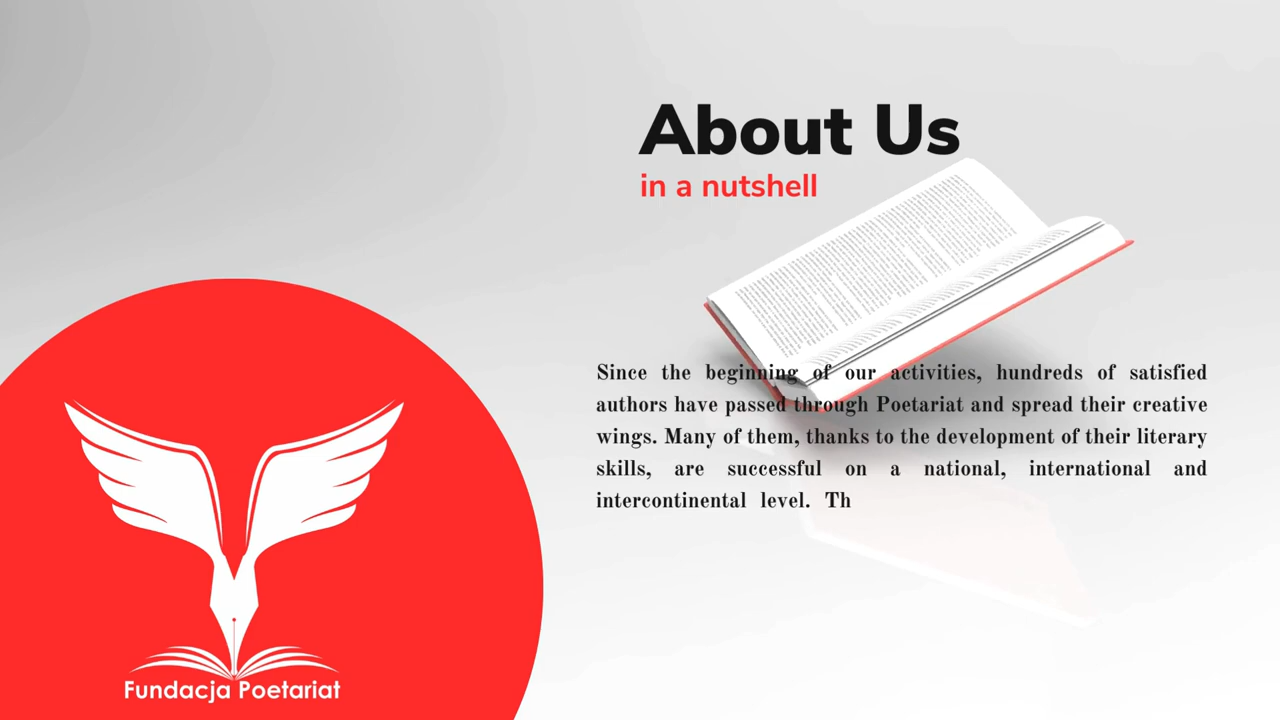 About Us
in a nutshell
Since the beginning of our activities, hundreds of satisfied
authors have passed through Poetariat and spread their creative
wings. Many of them, thanks to the development of their literary
skills, are successful on a national, international and
intercontinental level. Th
Fundacja Poetariat